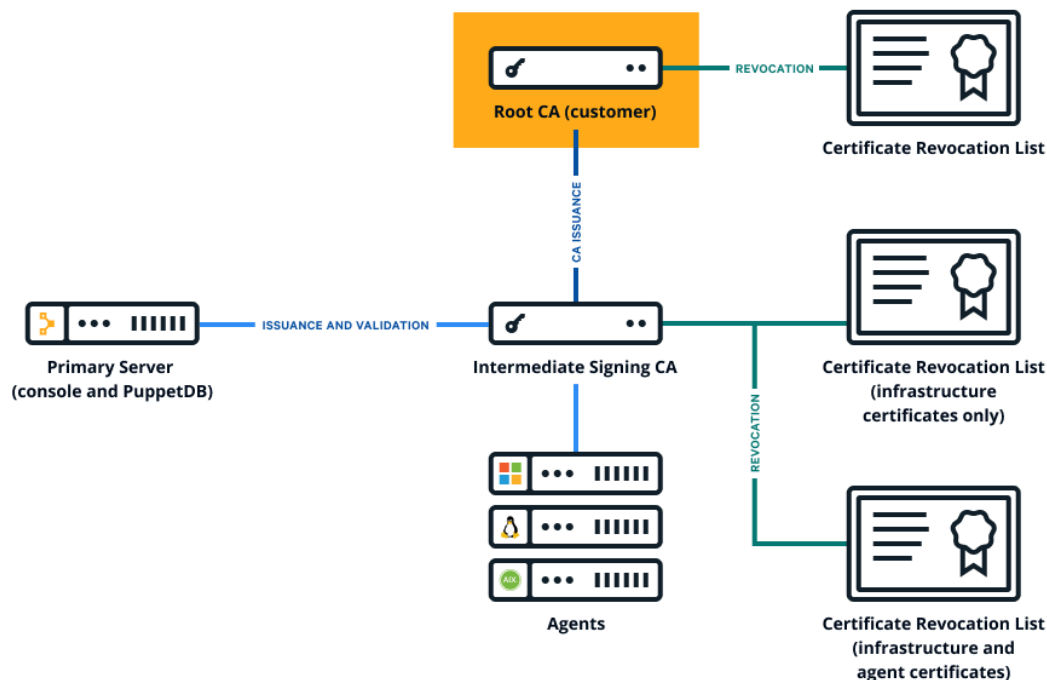 REVOCATION
Root CA (customer)
Certificate Revocation List
CA ISSUANCE
ISSUANCE AND VALIDATION
Primary Server
(console and PuppetDB)
Intermediate Signing CA
Certificate Revocation List
(infrastructure
certificates only)
REVOCATION
AIX
Agents
Certificate Revocation List
(infrastructure and
agent certificates)